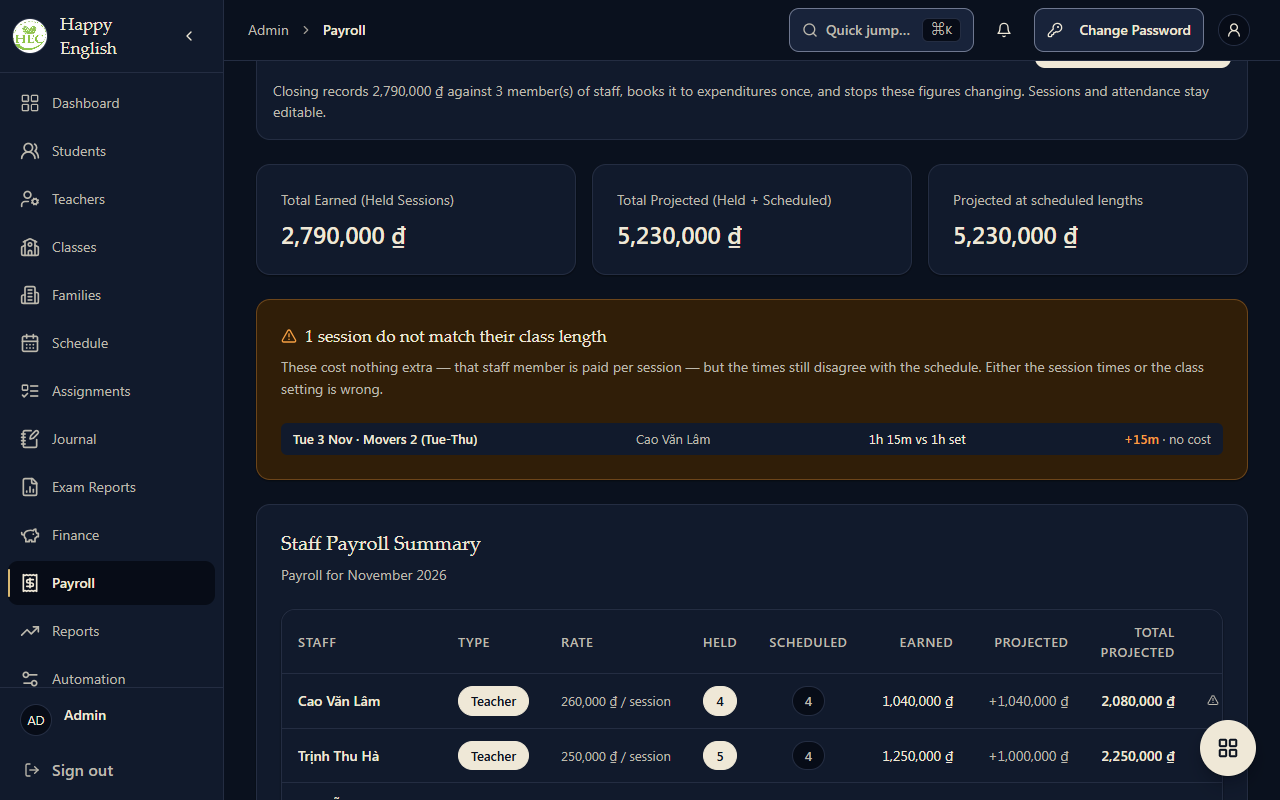 HEC
Happy
English
Admin
Payroll
Quick jump...
⌘K
Change Password
Dashboard
Students
Teachers
Classes
Families
Schedule
Assignments
Journal
Exam Reports
Finance
Payroll
Reports
Automation
AD
Admin
Sign out
Closing records 2,790,000 ₫ against 3 member(s) of staff, books it to expenditures once, and stops these figures changing. Sessions and attendance stay
editable.
Total Earned (Held Sessions)
2,790,000 ₫
Total Projected (Held + Scheduled)
5,230,000 ₫
Projected at scheduled lengths
5,230,000 ₫
1 session do not match their class length
These cost nothing extra — that staff member is paid per session — but the times still disagree with the schedule. Either the session times or the class
setting is wrong.
Tue 3 Nov · Movers 2 (Tue-Thu) Cao Văn Lâm 1h 15m vs 1h set +15m · no cost
Staff Payroll Summary
Payroll for November 2026
STAFF TYPE RATE HELD SCHEDULED EARNED PROJECTED TOTAL PROJECTED
Cao Văn Lâm Teacher 260,000 ₫ / session 4 4 1,040,000 ₫ +1,040,000 ₫ 2,080,000 ₫
Trịnh Thu Hà Teacher 250,000 ₫ / session 5 4 1,250,000 ₫ +1,000,000 ₫ 2,250,000 ₫